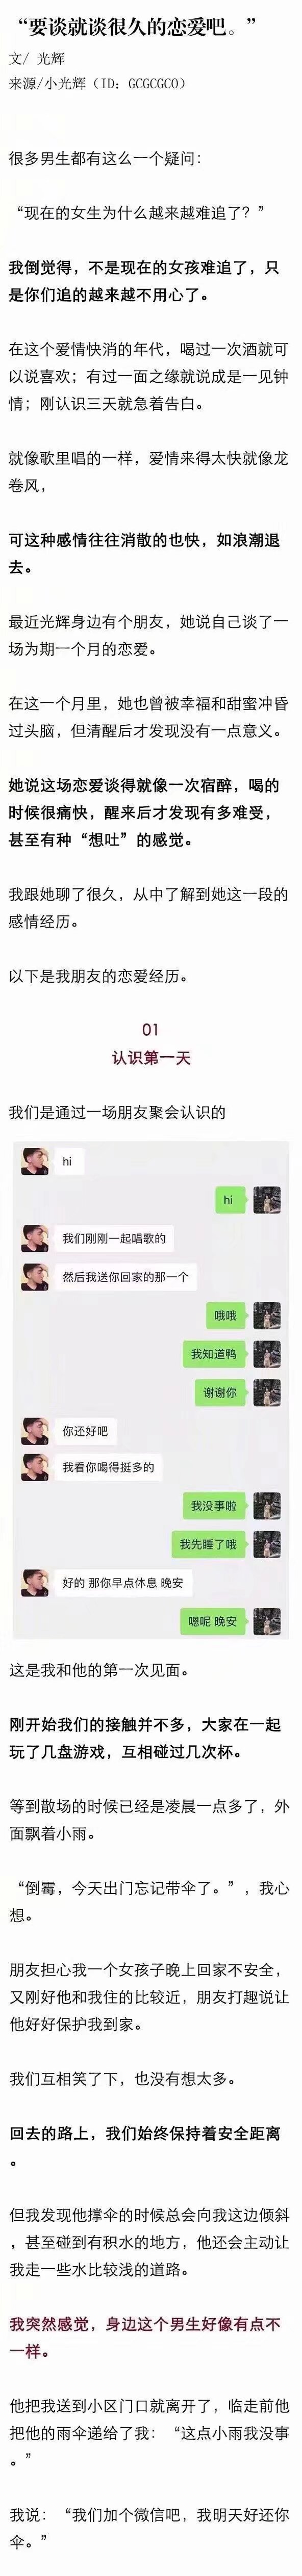 “要谈就谈很久的恋爱吧。”
文/ 光辉
来源/小光辉（ID：GCGCGCO）
很多男生都有这么一个疑问：
“现在的女生为什么越来越难追了？”
我倒觉得，不是现在的女孩难追了，只
是你们追的越来越不用心了。
在这个爱情快消的年代，喝过一次酒就可
以说喜欢；有过一面之缘就说成是一见钟
情；刚认识三天就急着告白。
就像歌里唱的一样，爱情来得太快就像龙
卷风，
可这种感情往往消散的也快，如浪潮退
去。
最近光辉身边有个朋友，她说自己谈了一
场为期一个月的恋爱。
在这一个月里，她也曾被幸福和甜蜜冲昏
过头脑，但清醒后才发现没有一点意义。
她说这场恋爱谈得就像一次宿醉，喝的
时候很痛快，醒来后才发现有多难受，
甚至有种“想吐”的感觉。
我跟她聊了很久，从中了解到她这一段的
感情经历。
以下是我朋友的恋爱经历。
01
认识第一天
我们是通过一场朋友聚会认识的
hi
hi
我们刚刚一起唱歌的
然后我送你回家的那一个
哦哦
我知道鸭
谢谢你
你还好吧
我看你喝得挺多的
我没事啦
我先睡了哦
好的 那你早点休息 晚安
嗯呢 晚安
这是我和他的第一次见面。
刚开始我们的接触并不多，大家在一起
玩了几盘游戏，互相碰过几次杯。
等到散场的时候已经是凌晨一点多了，外
面飘着小雨。
“倒霉，今天出门忘记带伞了。”，我心
想。
朋友担心我一个女孩子晚上回家不安全，
又刚好他和我住的比较近，朋友打趣说让
他好好保护我到家。
我们互相笑了下，也没有想太多。
回去的路上，我们始终保持着安全距离
。
但我发现他撑伞的时候总会向我这边倾斜
，甚至碰到有积水的地方，他还会主动让
我走一些水比较浅的道路。
我突然感觉，身边这个男生好像有点不
一样。
他把我送到小区门口就离开了，临走前他
把他的雨伞递给了我：“这点小雨我没事
。”
我说：“我们加个微信吧，我明天好还你
伞。”